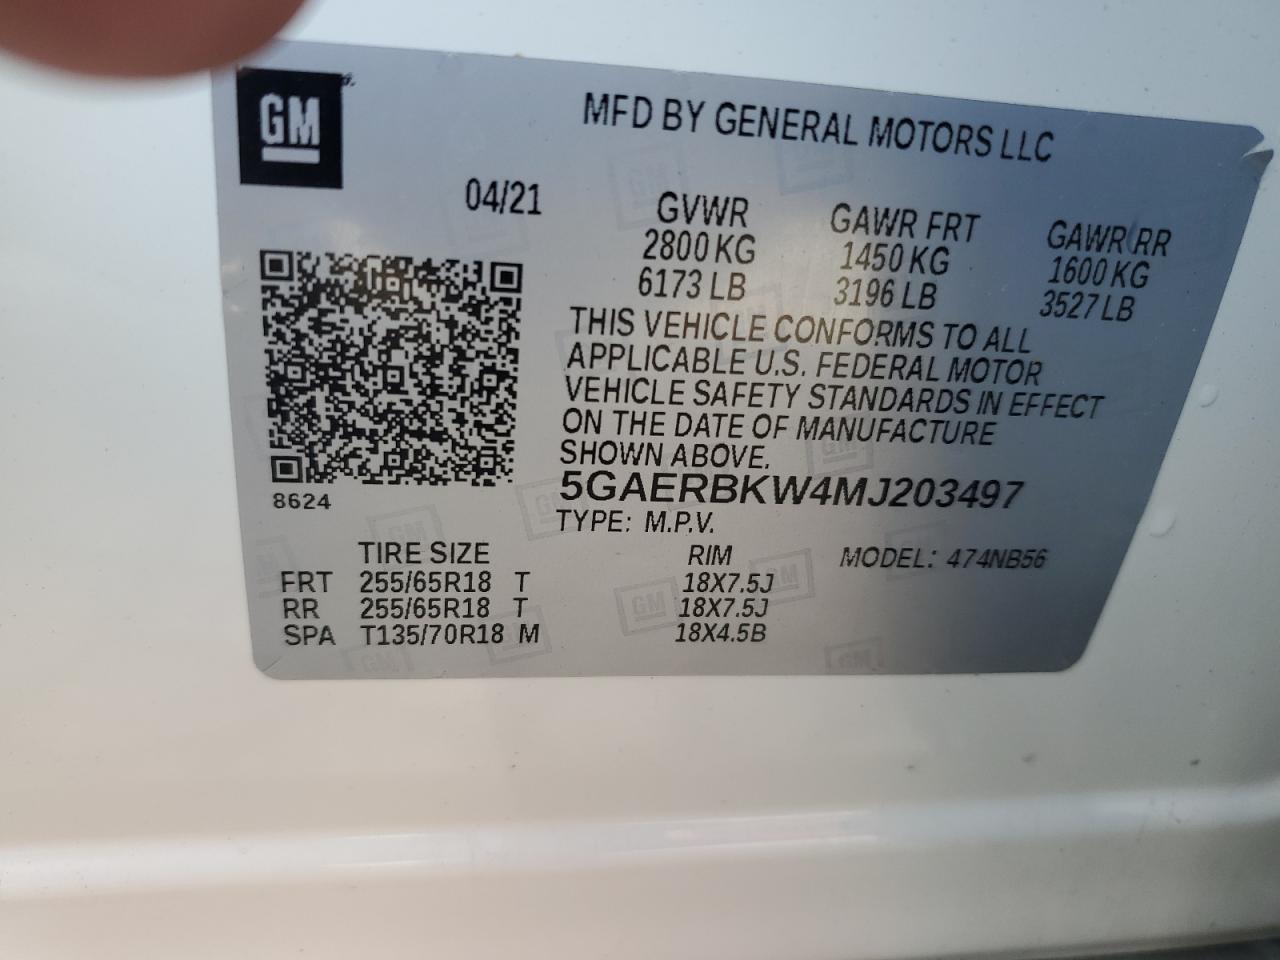 GM
MFD BY GENERAL MOTORS LLC
04/21
GVWR GAWR FRT GAWR RR
2800 KG 1450 KG 1600 KG
6173 LB 3196 LB 3527 LB
THIS VEHICLE CONFORMS TO ALL
APPLICABLE U.S. FEDERAL MOTOR
VEHICLE SAFETY STANDARDS IN EFFECT
ON THE DATE OF MANUFACTURE
SHOWN ABOVE.
8624
5GAERBKW4MJ203497
TYPE: M.P.V.
TIRE SIZE RIM MODEL: 474NB56
FRT 255/65R18 T 18X7.5J
RR 255/65R18 T 18X7.5J
SPA T135/70R18 M 18X4.5B